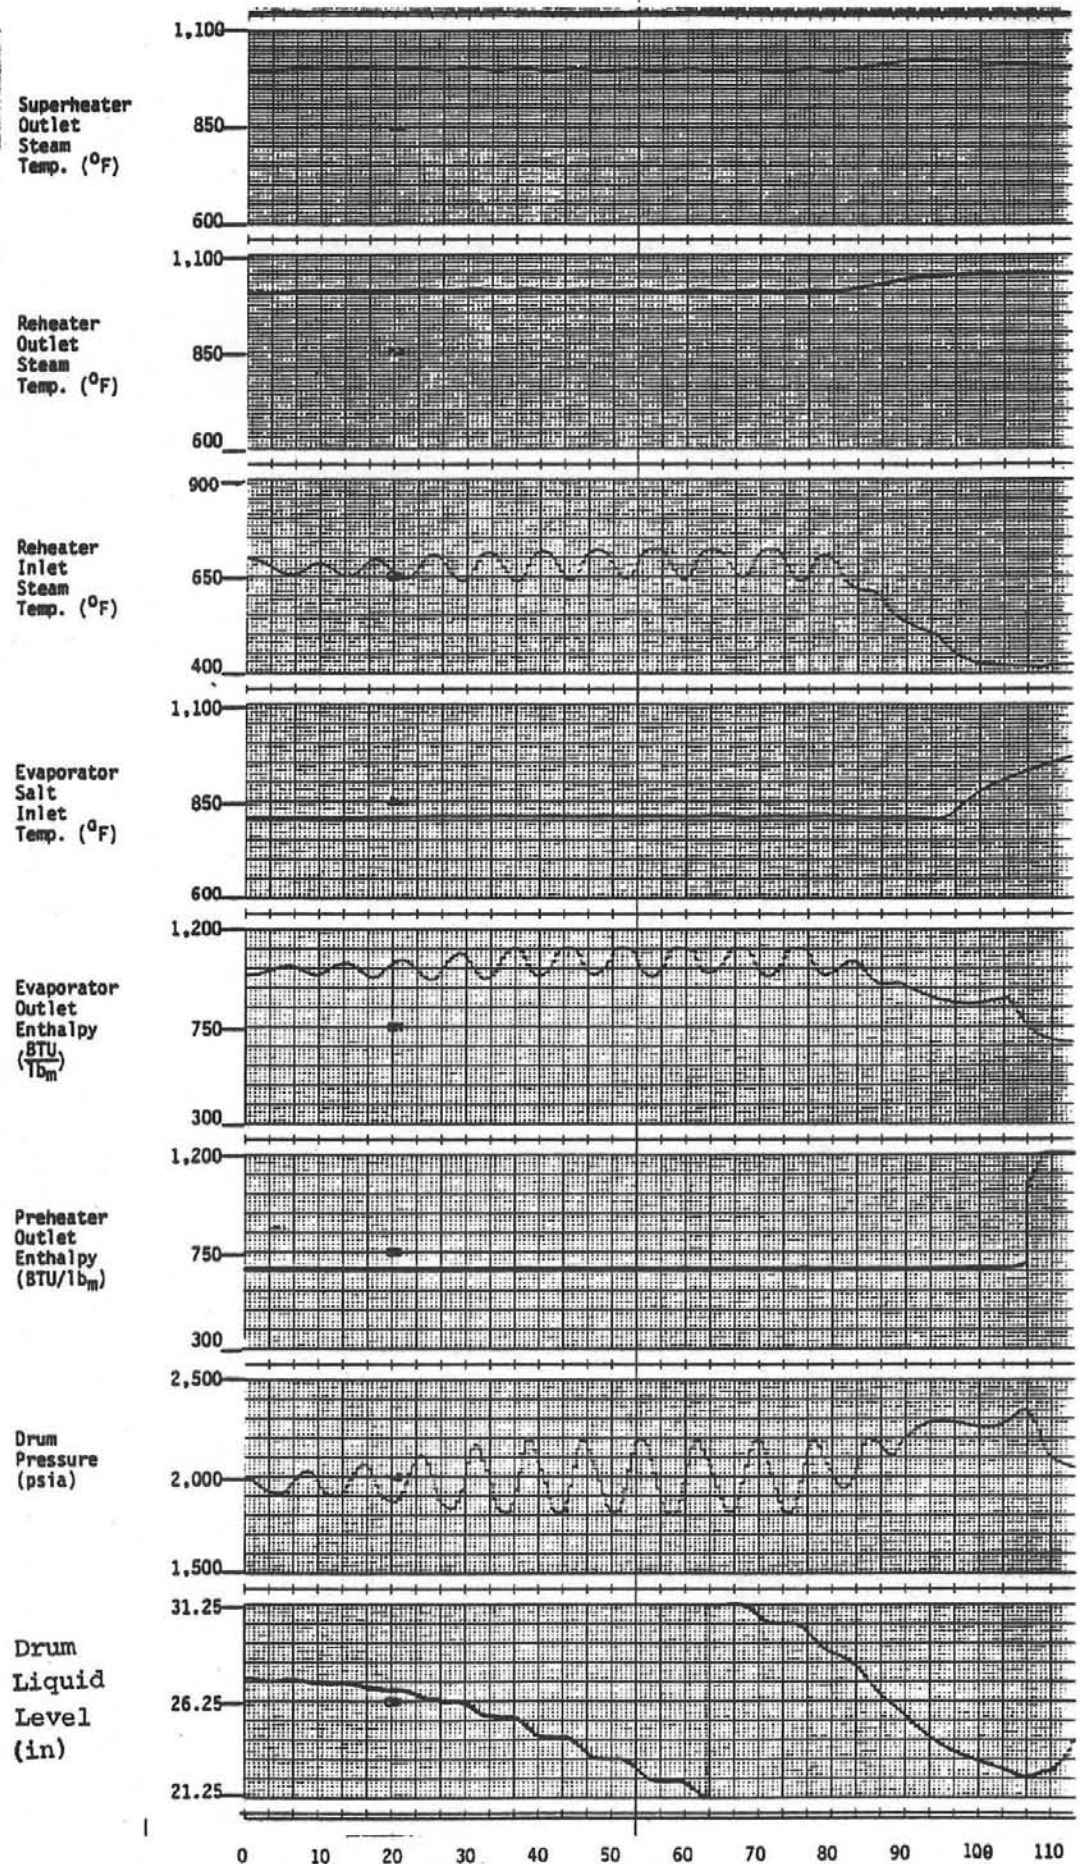 1,100
Superheater
Outlet
Steam
Temp. (ºF)
850
600
1,100
Reheater
Outlet
Steam
Temp. (ºF)
850
600
900
Reheater
Inlet
Steam
Temp. (ºF)
650
400
1,100
Evaporator
Salt
Inlet
Temp. (ºF)
850
600
1,200
Evaporator
Outlet
Enthalpy
(BTU/lbm)
750
300
1,200
Preheater
Outlet
Enthalpy
(BTU/lbm)
750
300
2,500
Drum
Pressure
(psia)
2,000
1,500
31.25
Drum
Liquid
Level
(in)
26.25
21.25
0 10 20 30 40 50 60 70 80 90 100 110